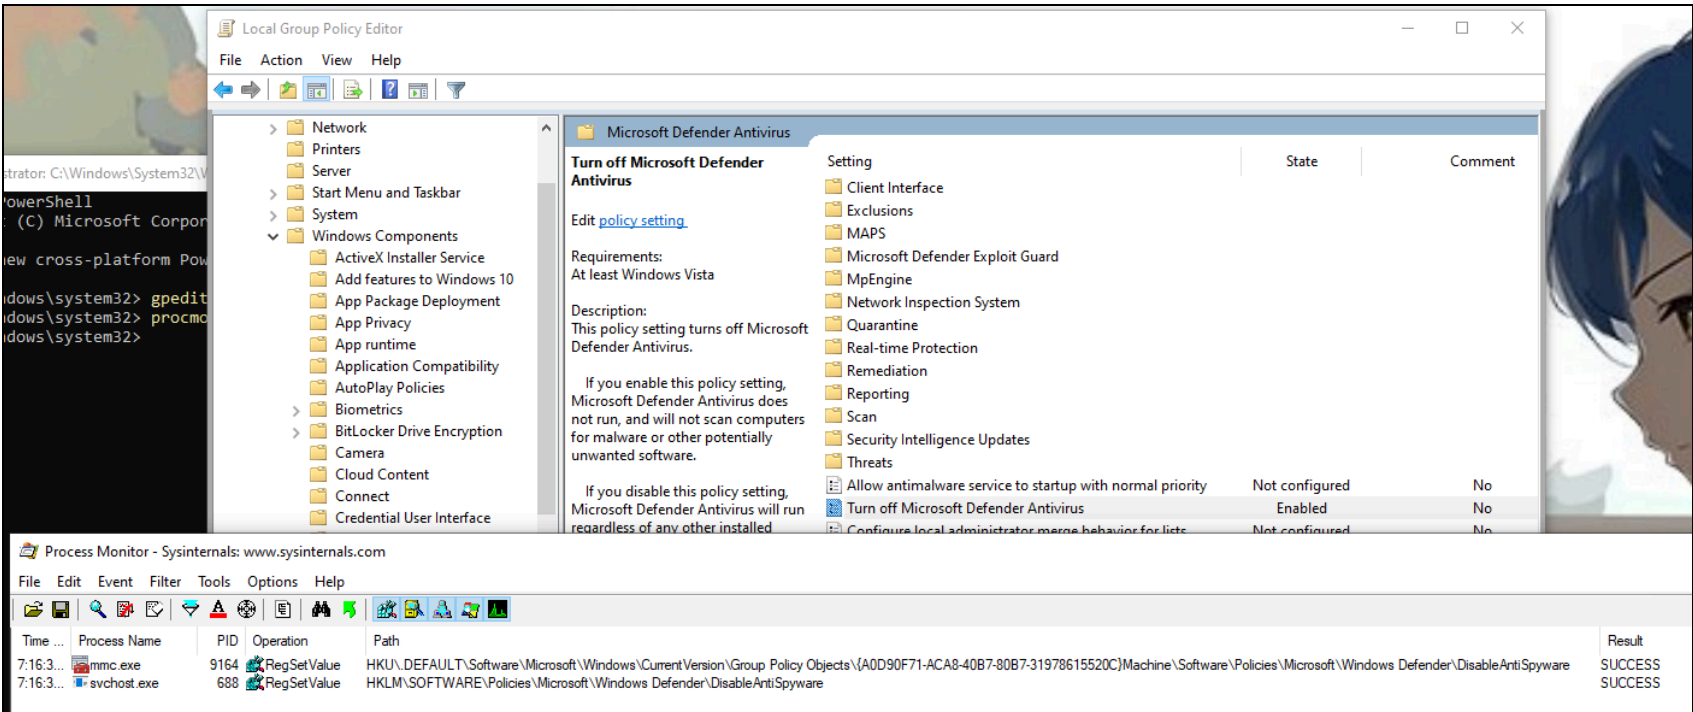 Local Group Policy Editor
File Action View Help
Network
Printers
Server
Start Menu and Taskbar
System
Windows Components
ActiveX Installer Service
Add features to Windows 10
App Package Deployment
App Privacy
App runtime
Application Compatibility
AutoPlay Policies
Biometrics
BitLocker Drive Encryption
Camera
Cloud Content
Connect
Credential User Interface
Microsoft Defender Antivirus
Turn off Microsoft Defender
Antivirus
Edit policy setting
Requirements:
At least Windows Vista
Description:
This policy setting turns off Microsoft
Defender Antivirus.
If you enable this policy setting,
Microsoft Defender Antivirus does
not run, and will not scan computers
for malware or other potentially
unwanted software.
If you disable this policy setting,
Microsoft Defender Antivirus will run
regardless of any other installed
Setting State Comment
Client Interface
Exclusions
MAPS
Microsoft Defender Exploit Guard
MpEngine
Network Inspection System
Quarantine
Real-time Protection
Remediation
Reporting
Scan
Security Intelligence Updates
Threats
Allow antimalware service to startup with normal priority Not configured No
Turn off Microsoft Defender Antivirus Enabled No
Configure local administrator merge behavior for lists Not configured No
strator: C:\Windows\System32\W
PowerShell
(C) Microsoft Corpor
new cross-platform Pow
dows\system32> gpedit
dows\system32> procmo
dows\system32>
Process Monitor - Sysinternals: www.sysinternals.com
File Edit Event Filter Tools Options Help
Time ... Process Name PID Operation Path Result
7:16:3... mmc.exe 9164 RegSetValue HKU\.DEFAULT\Software\Microsoft\Windows\CurrentVersion\Group Policy Objects\{A0D90F71-ACA8-40B7-80B7-31978615520C}Machine\Software\Policies\Microsoft\Windows Defender\DisableAntiSpyware SUCCESS
7:16:3... svchost.exe 688 RegSetValue HKLM\SOFTWARE\Policies\Microsoft\Windows Defender\DisableAntiSpyware SUCCESS